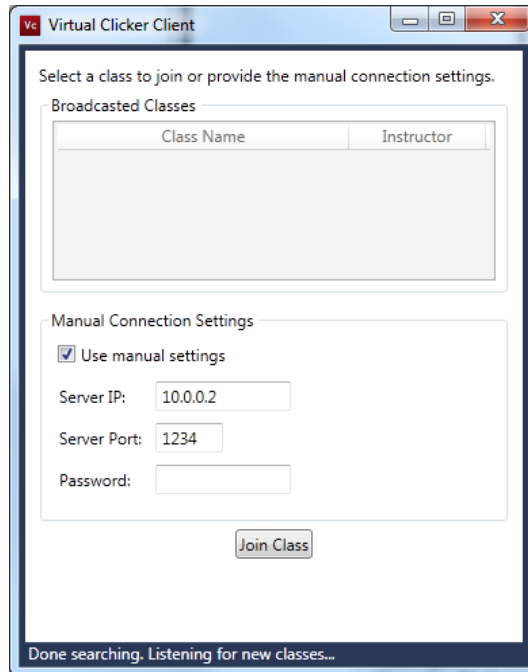 Vc Virtual Clicker Client
Select a class to join or provide the manual connection settings.
Broadcasted Classes
Class Name Instructor
Manual Connection Settings
Use manual settings
Server IP: 10.0.0.2
Server Port: 1234
Password:
Join Class
Done searching. Listening for new classes...